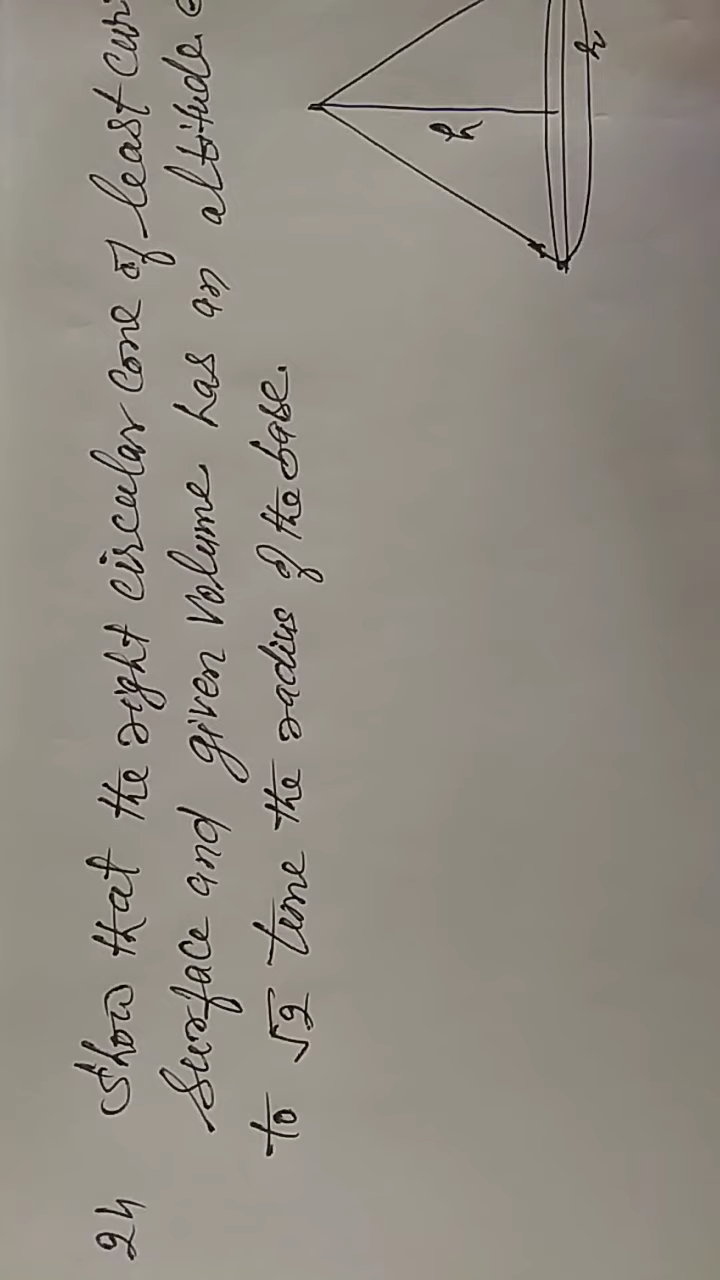 24 Show that the right circular Cone of least
Surface and given Volume has an altitude
to √2 time the radius of the base.
h
r